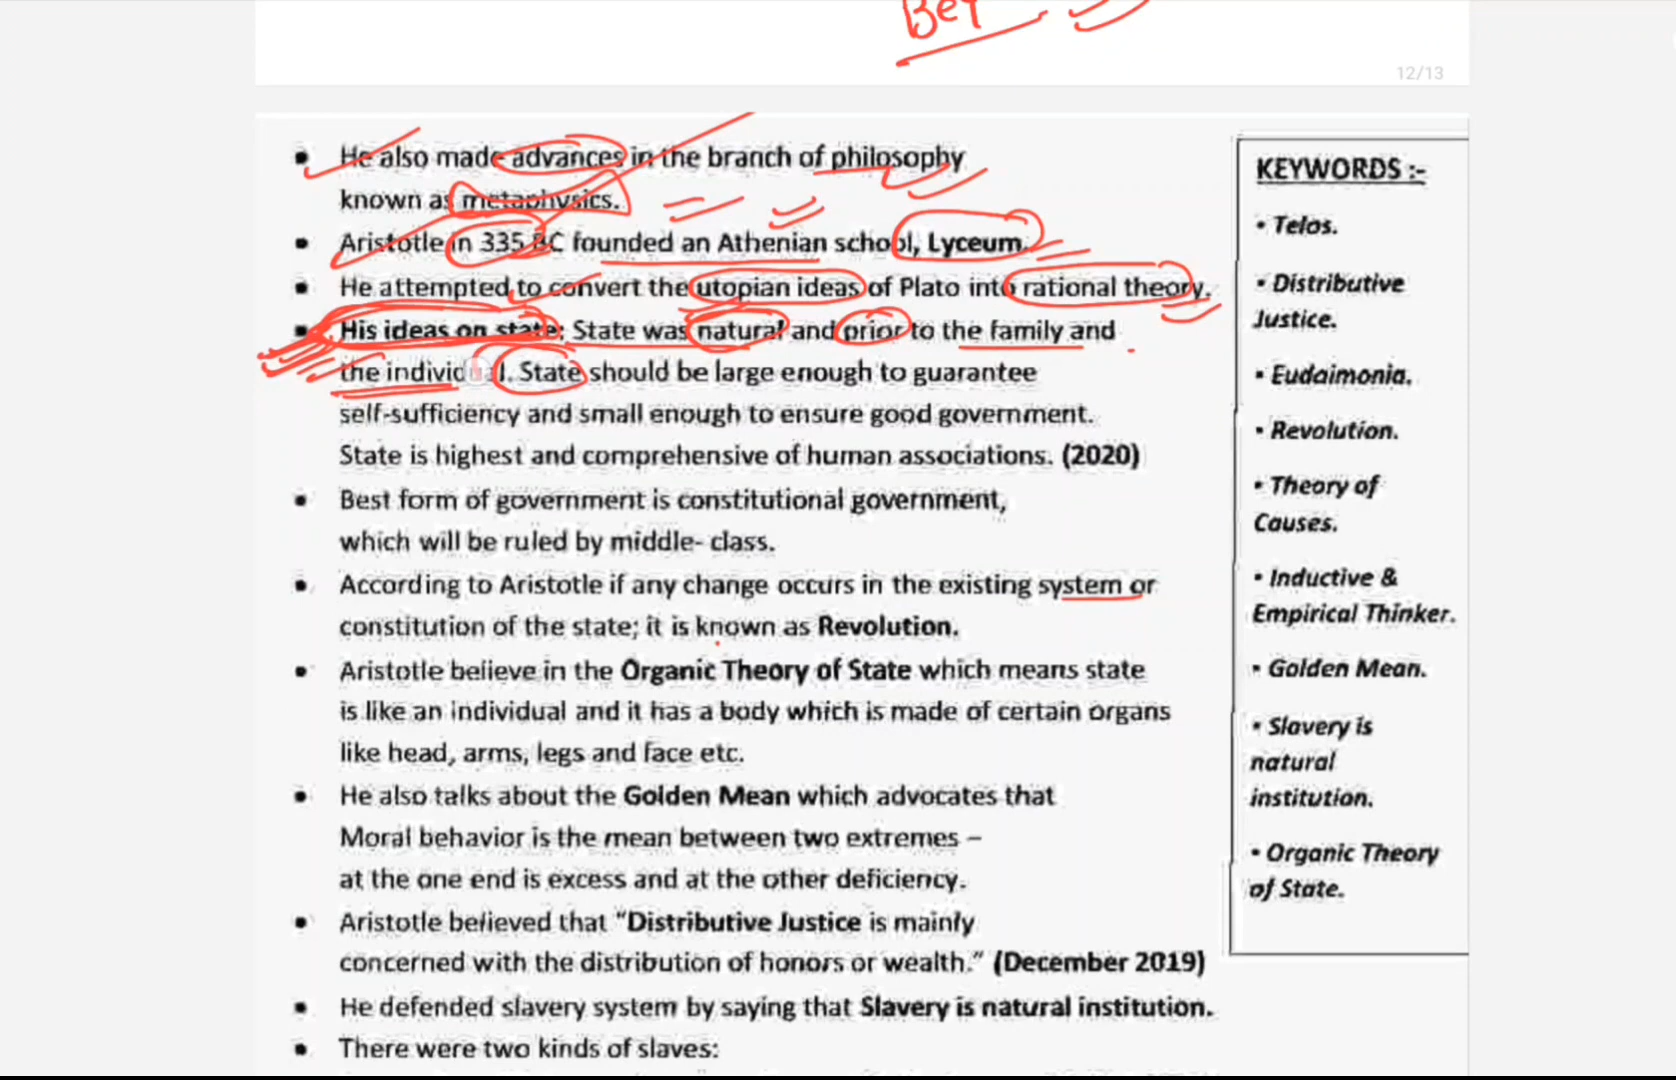 Bet
12/13
• He also made advances in the branch of philosophy
known as metaphysics.
• Aristotle in 335 BC founded an Athenian school, Lyceum.
• He attempted to convert the utopian ideas of Plato into rational theory.
• His ideas on state: State was natural and prior to the family and
the individual. State should be large enough to guarantee
self-sufficiency and small enough to ensure good government.
State is highest and comprehensive of human associations. (2020)
• Best form of government is constitutional government,
which will be ruled by middle- class.
• According to Aristotle if any change occurs in the existing system or
constitution of the state; it is known as Revolution.
• Aristotle believe in the Organic Theory of State which means state
is like an individual and it has a body which is made of certain organs
like head, arms, legs and face etc.
• He also talks about the Golden Mean which advocates that
Moral behavior is the mean between two extremes –
at the one end is excess and at the other deficiency.
• Aristotle believed that "Distributive Justice is mainly
concerned with the distribution of honors or wealth." (December 2019)
• He defended slavery system by saying that Slavery is natural institution.
• There were two kinds of slaves:
KEYWORDS :-
• Telos.
• Distributive
Justice.
• Eudaimonia.
• Revolution.
• Theory of
Causes.
• Inductive &
Empirical Thinker.
• Golden Mean.
• Slavery is
natural
institution.
• Organic Theory
of State.